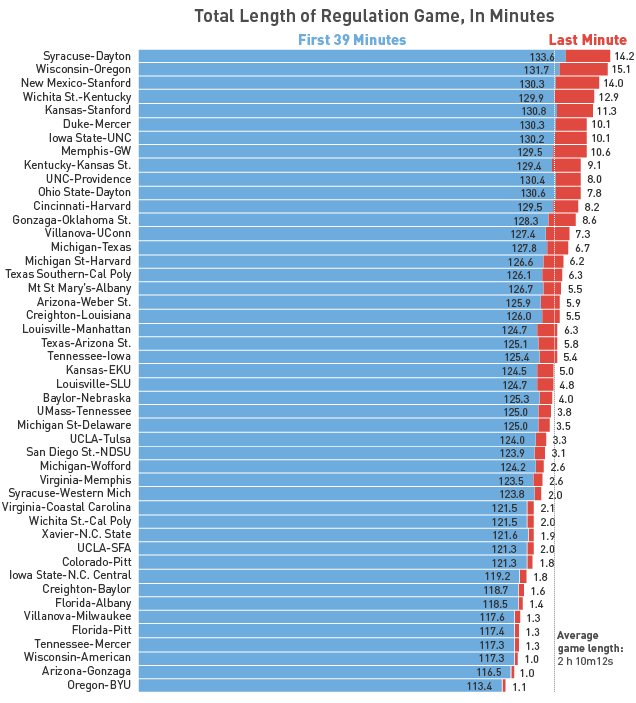 Total Length of Regulation Game, In Minutes
First 39 Minutes Last Minute
Syracuse-Dayton 133.6 14.2
Wisconsin-Oregon 131.7 15.1
New Mexico-Stanford 130.3 14.0
Wichita St.-Kentucky 129.9 12.9
Kansas-Stanford 130.8 11.3
Duke-Mercer 130.3 10.1
Iowa State-UNC 130.2 10.1
Memphis-GW 129.5 10.6
Kentucky-Kansas St. 129.4 9.1
UNC-Providence 130.4 8.0
Ohio State-Dayton 130.6 7.8
Cincinnati-Harvard 129.5 8.2
Gonzaga-Oklahoma St. 128.3 8.6
Villanova-UConn 127.4 7.3
Michigan-Texas 127.8 6.7
Michigan St-Harvard 126.6 6.2
Texas Southern-Cal Poly 126.1 6.3
Mt St Mary's-Albany 126.7 5.5
Arizona-Weber St. 125.9 5.9
Creighton-Louisiana 126.0 5.5
Louisville-Manhattan 124.7 6.3
Texas-Arizona St. 125.1 5.8
Tennessee-Iowa 125.4 5.4
Kansas-EKU 124.5 5.0
Louisville-SLU 124.7 4.8
Baylor-Nebraska 125.3 4.0
UMass-Tennessee 125.0 3.8
Michigan St-Delaware 125.0 3.5
UCLA-Tulsa 124.0 3.3
San Diego St.-NDSU 123.9 3.1
Michigan-Wofford 124.2 2.6
Virginia-Memphis 123.5 2.6
Syracuse-Western Mich 123.8 2.0
Virginia-Coastal Carolina 121.5 2.1
Wichita St.-Cal Poly 121.5 2.0
Xavier-N.C. State 121.6 1.9
UCLA-SFA 121.3 2.0
Colorado-Pitt 121.3 1.8
Iowa State-N.C. Central 119.2 1.8
Creighton-Baylor 118.7 1.6
Florida-Albany 118.5 1.4
Villanova-Milwaukee 117.6 1.3
Florida-Pitt 117.4 1.3
Tennessee-Mercer 117.3 1.3
Wisconsin-American 117.3 1.0
Arizona-Gonzaga 116.5 1.0
Oregon-BYU 113.4 1.1
Average
game length:
2 h 10m12s